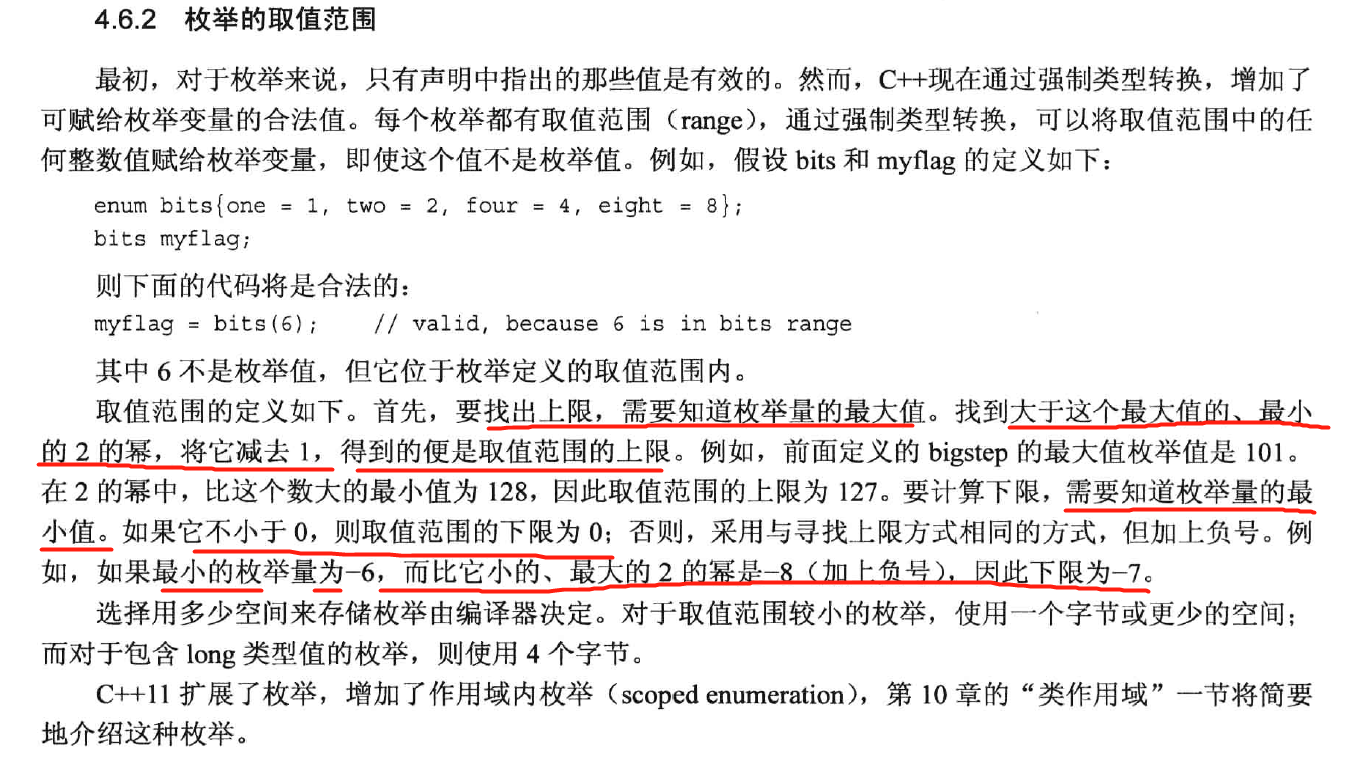 4.6.2 枚举的取值范围
最初，对于枚举来说，只有声明中指出的那些值是有效的。然而，C++现在通过强制类型转换，增加了
可赋给枚举变量的合法值。每个枚举都有取值范围（range），通过强制类型转换，可以将取值范围中的任
何整数值赋给枚举变量，即使这个值不是枚举值。例如，假设 bits 和 myflag 的定义如下：
enum bits{one = 1, two = 2, four = 4, eight = 8};
bits myflag;
则下面的代码将是合法的：
myflag = bits(6);    // valid, because 6 is in bits range
其中 6 不是枚举值，但它位于枚举定义的取值范围内。
取值范围的定义如下。首先，要找出上限，需要知道枚举量的最大值。找到大于这个最大值的、最小
的 2 的幂，将它减去 1，得到的便是取值范围的上限。例如，前面定义的 bigstep 的最大值枚举值是 101。
在 2 的幂中，比这个数大的最小值为 128，因此取值范围的上限为 127。要计算下限，需要知道枚举量的最
小值。如果它不小于 0，则取值范围的下限为 0；否则，采用与寻找上限方式相同的方式，但加上负号。例
如，如果最小的枚举量为–6，而比它小的、最大的 2 的幂是–8（加上负号），因此下限为–7。
选择用多少空间来存储枚举由编译器决定。对于取值范围较小的枚举，使用一个字节或更少的空间；
而对于包含 long 类型值的枚举，则使用 4 个字节。
C++11 扩展了枚举，增加了作用域内枚举（scoped enumeration），第 10 章的“类作用域”一节将简要
地介绍这种枚举。